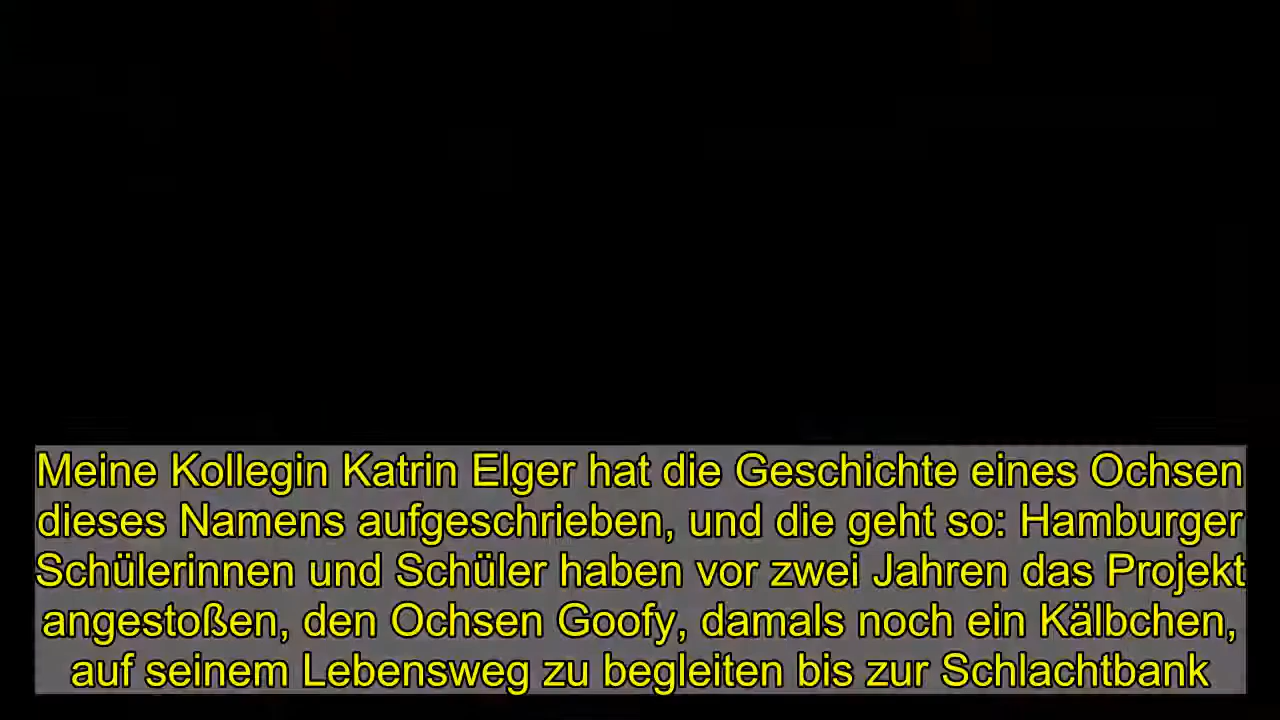 Meine Kollegin Katrin Elger hat die Geschichte eines Ochsen
dieses Namens aufgeschrieben, und die geht so: Hamburger
Schülerinnen und Schüler haben vor zwei Jahren das Projekt
angestoßen, den Ochsen Goofy, damals noch ein Kälbchen,
auf seinem Lebensweg zu begleiten bis zur Schlachtbank